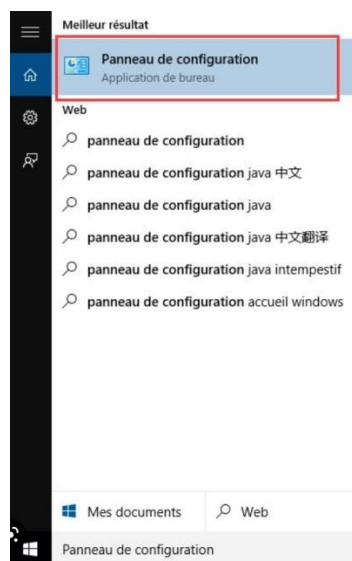 Meilleur résultat
Panneau de configuration
Application de bureau
Web
panneau de configuration
panneau de configuration java 中文
panneau de configuration java
panneau de configuration java 中文翻译
panneau de configuration java intempestif
panneau de configuration accueil windows
Mes documents
Web
Panneau de configuration